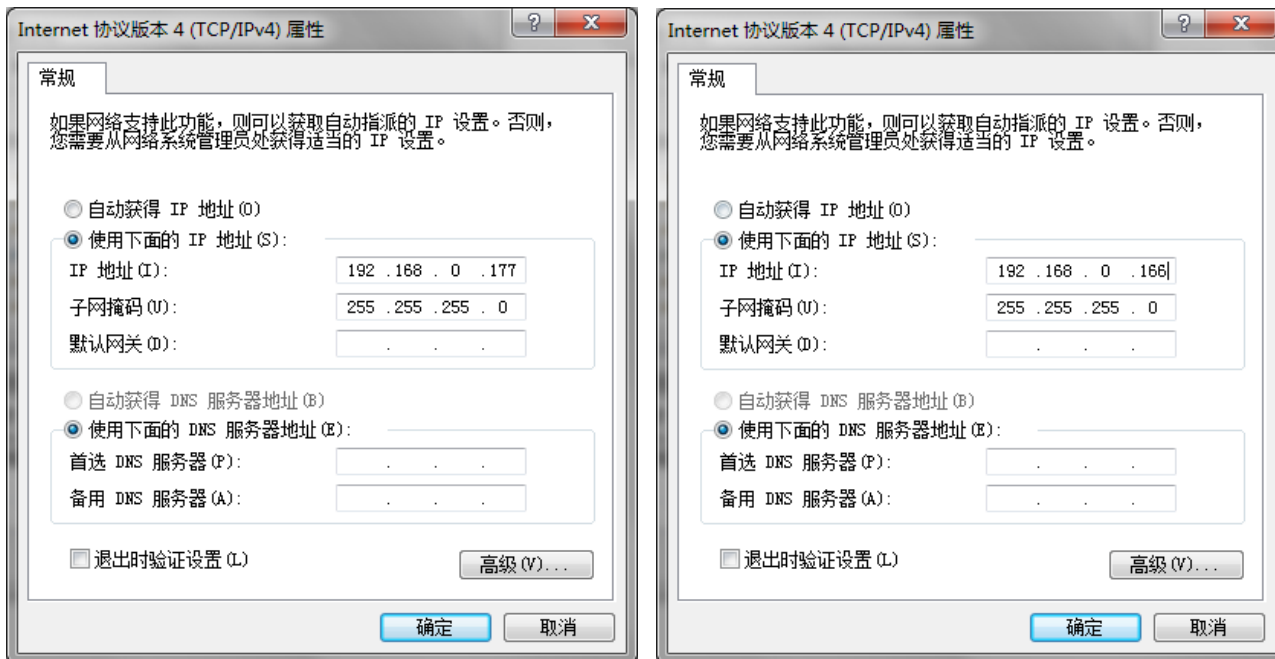 Internet 协议版本 4 (TCP/IPv4) 属性
常规
如果网络支持此功能，则可以获取自动指派的 IP 设置。否则，
您需要从网络系统管理员处获得适当的 IP 设置。
自动获得 IP 地址(O)
使用下面的 IP 地址(S):
IP 地址(I): 192 .168 . 0 .177
子网掩码(U): 255 .255 .255 . 0
默认网关(D): . . .
自动获得 DNS 服务器地址(B)
使用下面的 DNS 服务器地址(E):
首选 DNS 服务器(P): . . .
备用 DNS 服务器(A): . . .
退出时验证设置(L)
高级(V)...
确定 取消
Internet 协议版本 4 (TCP/IPv4) 属性
常规
如果网络支持此功能，则可以获取自动指派的 IP 设置。否则，
您需要从网络系统管理员处获得适当的 IP 设置。
自动获得 IP 地址(O)
使用下面的 IP 地址(S):
IP 地址(I): 192 .168 . 0 .166
子网掩码(U): 255 .255 .255 . 0
默认网关(D): . . .
自动获得 DNS 服务器地址(B)
使用下面的 DNS 服务器地址(E):
首选 DNS 服务器(P): . . .
备用 DNS 服务器(A): . . .
退出时验证设置(L)
高级(V)...
确定 取消